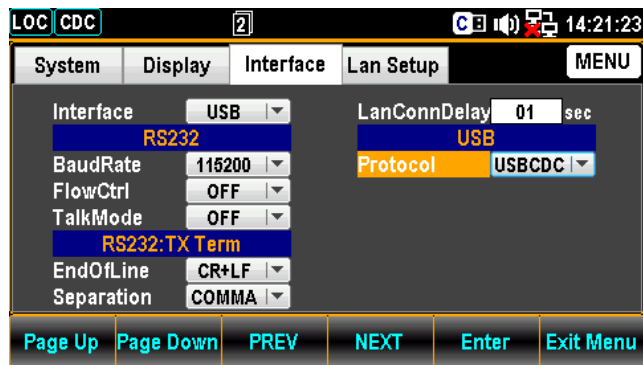 LOC CDC 2 C 14:21:23
System Display Interface Lan Setup MENU
Interface USB LanConnDelay 01 sec
RS232 USB
BaudRate 115200 Protocol USBCDC
FlowCtrl OFF
TalkMode OFF
RS232:TX Term
EndOfLine CR+LF
Separation COMMA
Page Up Page Down PREV NEXT Enter Exit Menu